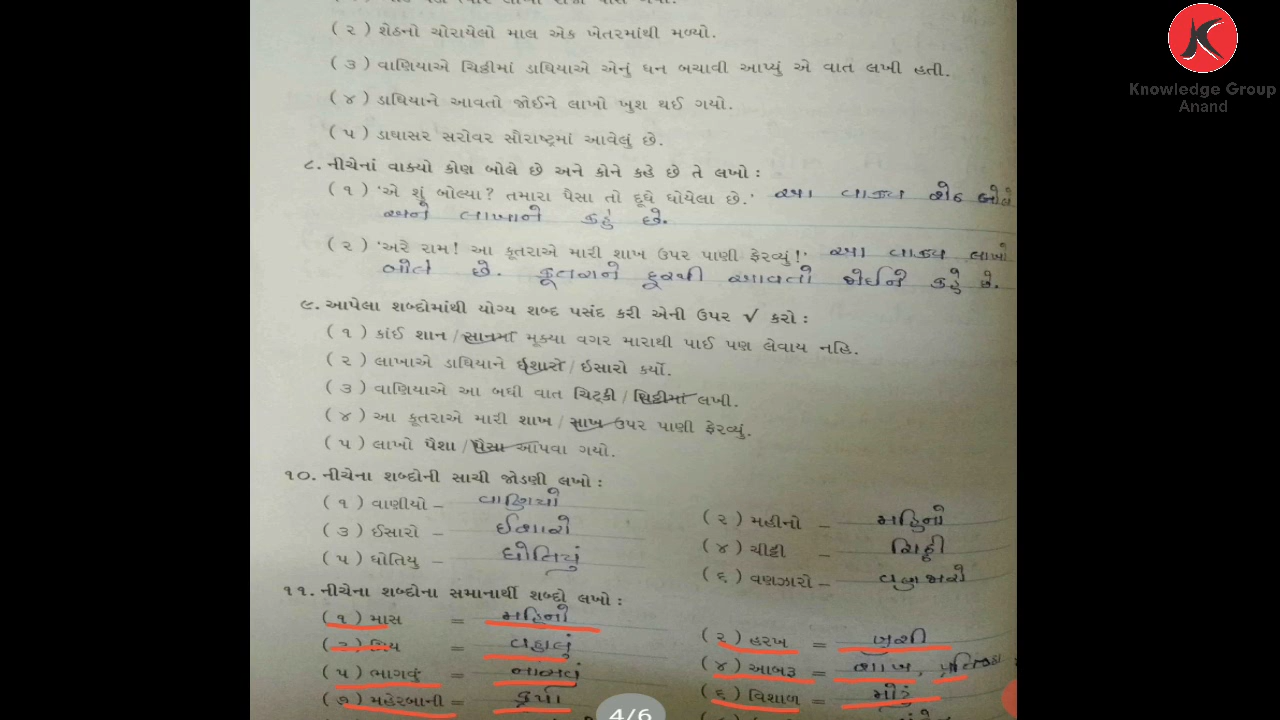 (૨) શેઠનો ચોરાયેલો માલ એક ખેતરમાંથી મળ્યો.
(૩) વાણિયાએ ચિઠ્ઠીમાં ડાઘિયાએ એનું ધન બચાવી આપ્યું એ વાત લખી હતી.
(૪) ડાઘિયાને આવતો જોઈને લાખો ખુશ થઈ ગયો.
(૫) ડાઘાસર સરોવર સૌરાષ્ટ્રમાં આવેલું છે.
૮. નીચેનાં વાક્યો કોણ બોલે છે અને કોને કહે છે તે લખો :
(૧) 'એ શું બોલ્યા? તમારા પૈસા તો દૂધે ધોયેલા છે.' આ વાક્ય શેઠ બોલે
અને લાખાને કહે છે.
(૨) 'અરે રામ! આ કૂતરાએ મારી શાખ ઉપર પાણી ફેરવ્યું!' આ વાક્ય લાખો
બોલે છે. કૂતરાને દૂરથી આવતો જોઈને કહે છે.
૯. આપેલા શબ્દોમાંથી યોગ્ય શબ્દ પસંદ કરી એની ઉપર √ કરો :
(૧) કાંઈ શાન / સાનમાં મૂક્યા વગર મારાથી પાઈ પણ લેવાય નહિ.
(૨) લાખાએ ડાઘિયાને ઇશારો / ઈસારો કર્યો.
(૩) વાણિયાએ આ બધી વાત ચિટ્કી / ચિઠ્ઠીમાં લખી.
(૪) આ કૂતરાએ મારી શાખ / સાખ ઉપર પાણી ફેરવ્યું.
(૫) લાખો પૈશા / પૈસા આપવા ગયો.
૧૦. નીચેના શબ્દોની સાચી જોડણી લખો :
(૧) વાણીયો – વાણિયો
(૨) મહીનો – મહિનો
(૩) ઈસારો – ઈશારો
(૪) ચીઠ્ઠી – ચિઠ્ઠી
(૫) ધોતિયુ – ધોતિયું
(૬) વણઝારો – વણજારો
૧૧. નીચેના શબ્દોના સમાનાર્થી શબ્દો લખો :
(૧) માસ = મહિનો
(૨) હરખ = ખુશી
(૩) પ્રિય = વહાલું
(૪) આબરૂ = શાખ, પ્રતિષ્ઠા
(૫) ભાગવું = નાસવું
(૬) વિશાળ = મોટું
(૭) મહેરબાની = કૃપા
4/6
Knowledge Group
Anand